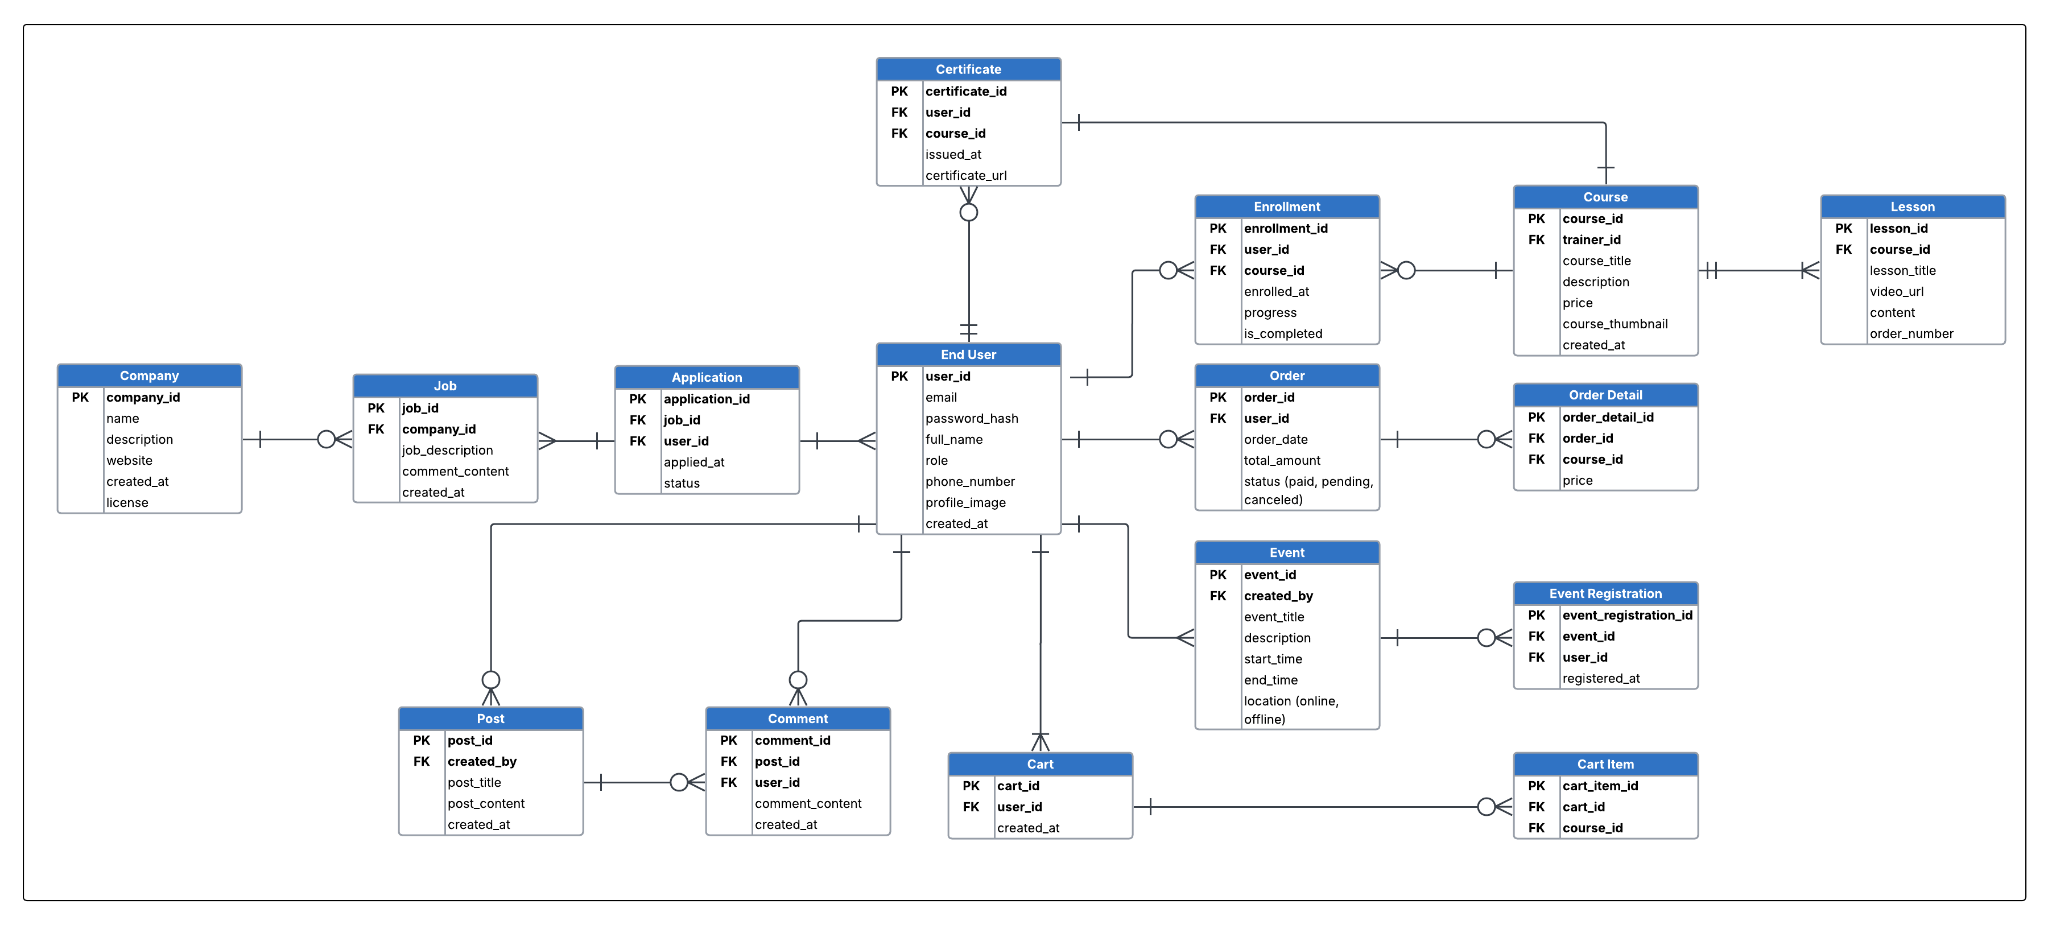 Certificate
PK certificate_id
FK user_id
FK course_id
issued_at
certificate_url
Enrollment
PK enrollment_id
FK user_id
FK course_id
enrolled_at
progress
is_completed
Course
PK course_id
FK trainer_id
course_title
description
price
course_thumbnail
created_at
Lesson
PK lesson_id
FK course_id
lesson_title
video_url
content
order_number
Company
PK company_id
name
description
website
created_at
license
Job
PK job_id
FK company_id
job_description
comment_content
created_at
Application
PK application_id
FK job_id
FK user_id
applied_at
status
End User
PK user_id
email
password_hash
full_name
role
phone_number
profile_image
created_at
Order
PK order_id
FK user_id
order_date
total_amount
status (paid, pending,
canceled)
Order Detail
PK order_detail_id
FK order_id
FK course_id
price
Event
PK event_id
FK created_by
event_title
description
start_time
end_time
location (online,
offline)
Event Registration
PK event_registration_id
FK event_id
FK user_id
registered_at
Post
PK post_id
FK created_by
post_title
post_content
created_at
Comment
PK comment_id
FK post_id
FK user_id
comment_content
created_at
Cart
PK cart_id
FK user_id
created_at
Cart Item
PK cart_item_id
FK cart_id
FK course_id